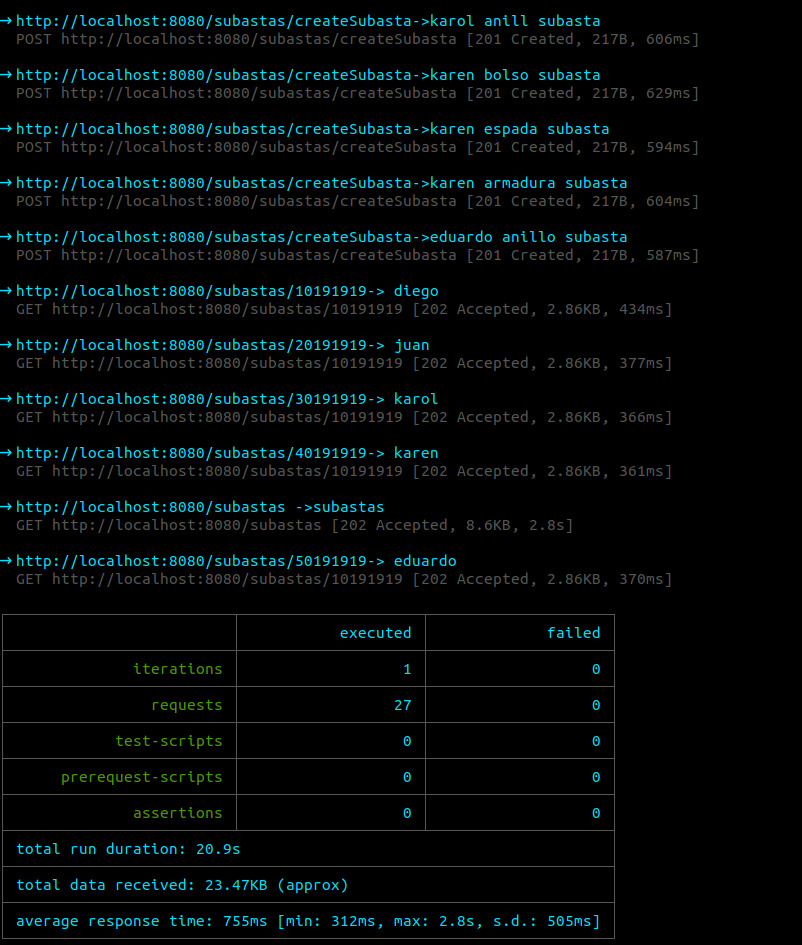 → http://localhost:8080/subastas/createSubasta->karol anill subasta
POST http://localhost:8080/subastas/createSubasta [201 Created, 217B, 606ms]
→ http://localhost:8080/subastas/createSubasta->karen bolso subasta
POST http://localhost:8080/subastas/createSubasta [201 Created, 217B, 629ms]
→ http://localhost:8080/subastas/createSubasta->karen espada subasta
POST http://localhost:8080/subastas/createSubasta [201 Created, 217B, 594ms]
→ http://localhost:8080/subastas/createSubasta->karen armadura subasta
POST http://localhost:8080/subastas/createSubasta [201 Created, 217B, 604ms]
→ http://localhost:8080/subastas/createSubasta->eduardo anillo subasta
POST http://localhost:8080/subastas/createSubasta [201 Created, 217B, 587ms]
→ http://localhost:8080/subastas/10191919-> diego
GET http://localhost:8080/subastas/10191919 [202 Accepted, 2.86KB, 434ms]
→ http://localhost:8080/subastas/20191919-> juan
GET http://localhost:8080/subastas/10191919 [202 Accepted, 2.86KB, 377ms]
→ http://localhost:8080/subastas/30191919-> karol
GET http://localhost:8080/subastas/10191919 [202 Accepted, 2.86KB, 366ms]
→ http://localhost:8080/subastas/40191919-> karen
GET http://localhost:8080/subastas/10191919 [202 Accepted, 2.86KB, 361ms]
→ http://localhost:8080/subastas ->subastas
GET http://localhost:8080/subastas [202 Accepted, 8.6KB, 2.8s]
→ http://localhost:8080/subastas/50191919-> eduardo
GET http://localhost:8080/subastas/10191919 [202 Accepted, 2.86KB, 370ms]
executed failed
iterations 1 0
requests 27 0
test-scripts 0 0
prerequest-scripts 0 0
assertions 0 0
total run duration: 20.9s
total data received: 23.47KB (approx)
average response time: 755ms [min: 312ms, max: 2.8s, s.d.: 505ms]